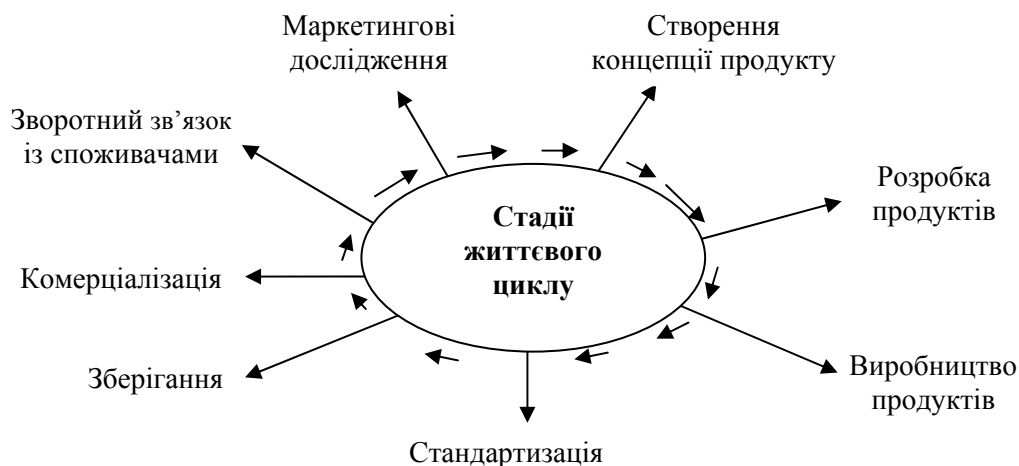 Маркетингові
дослідження
Створення
концепції продукту
Зворотний зв’язок
із споживачами
Розробка
продуктів
Стадії
життєвого
циклу
Комерціалізація
Зберігання
Виробництво
продуктів
Стандартизація